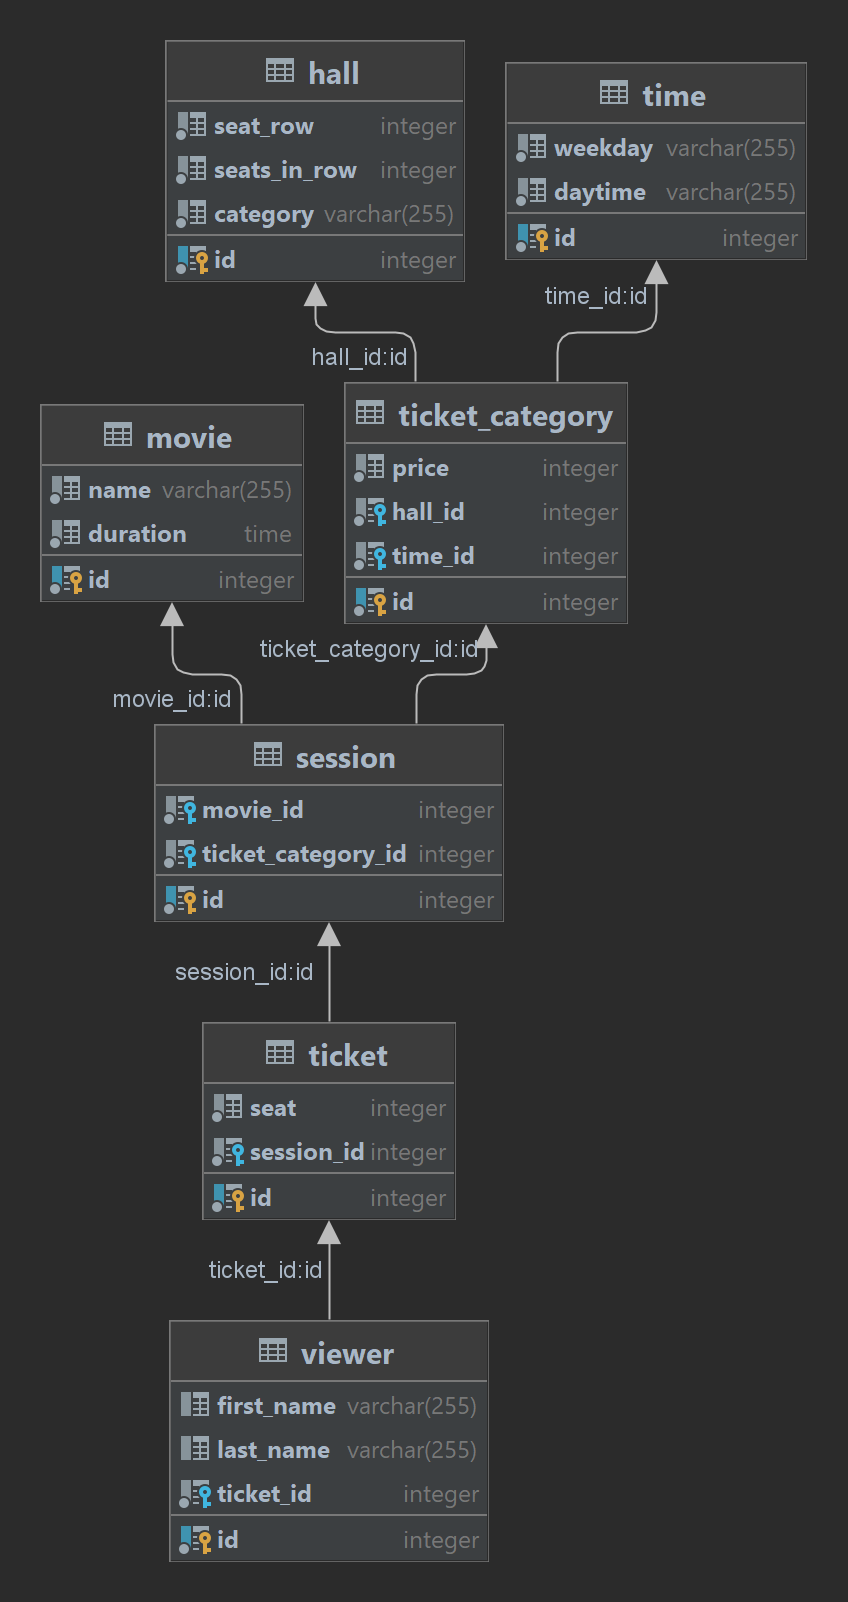 hall
seat_row integer
seats_in_row integer
category varchar(255)
id integer
time
weekday varchar(255)
daytime varchar(255)
id integer
time_id:id
hall_id:id
movie
name varchar(255)
duration time
id integer
ticket_category
price integer
hall_id integer
time_id integer
id integer
ticket_category_id:id
movie_id:id
session
movie_id integer
ticket_category_id integer
id integer
session_id:id
ticket
seat integer
session_id integer
id integer
ticket_id:id
viewer
first_name varchar(255)
last_name varchar(255)
ticket_id integer
id integer